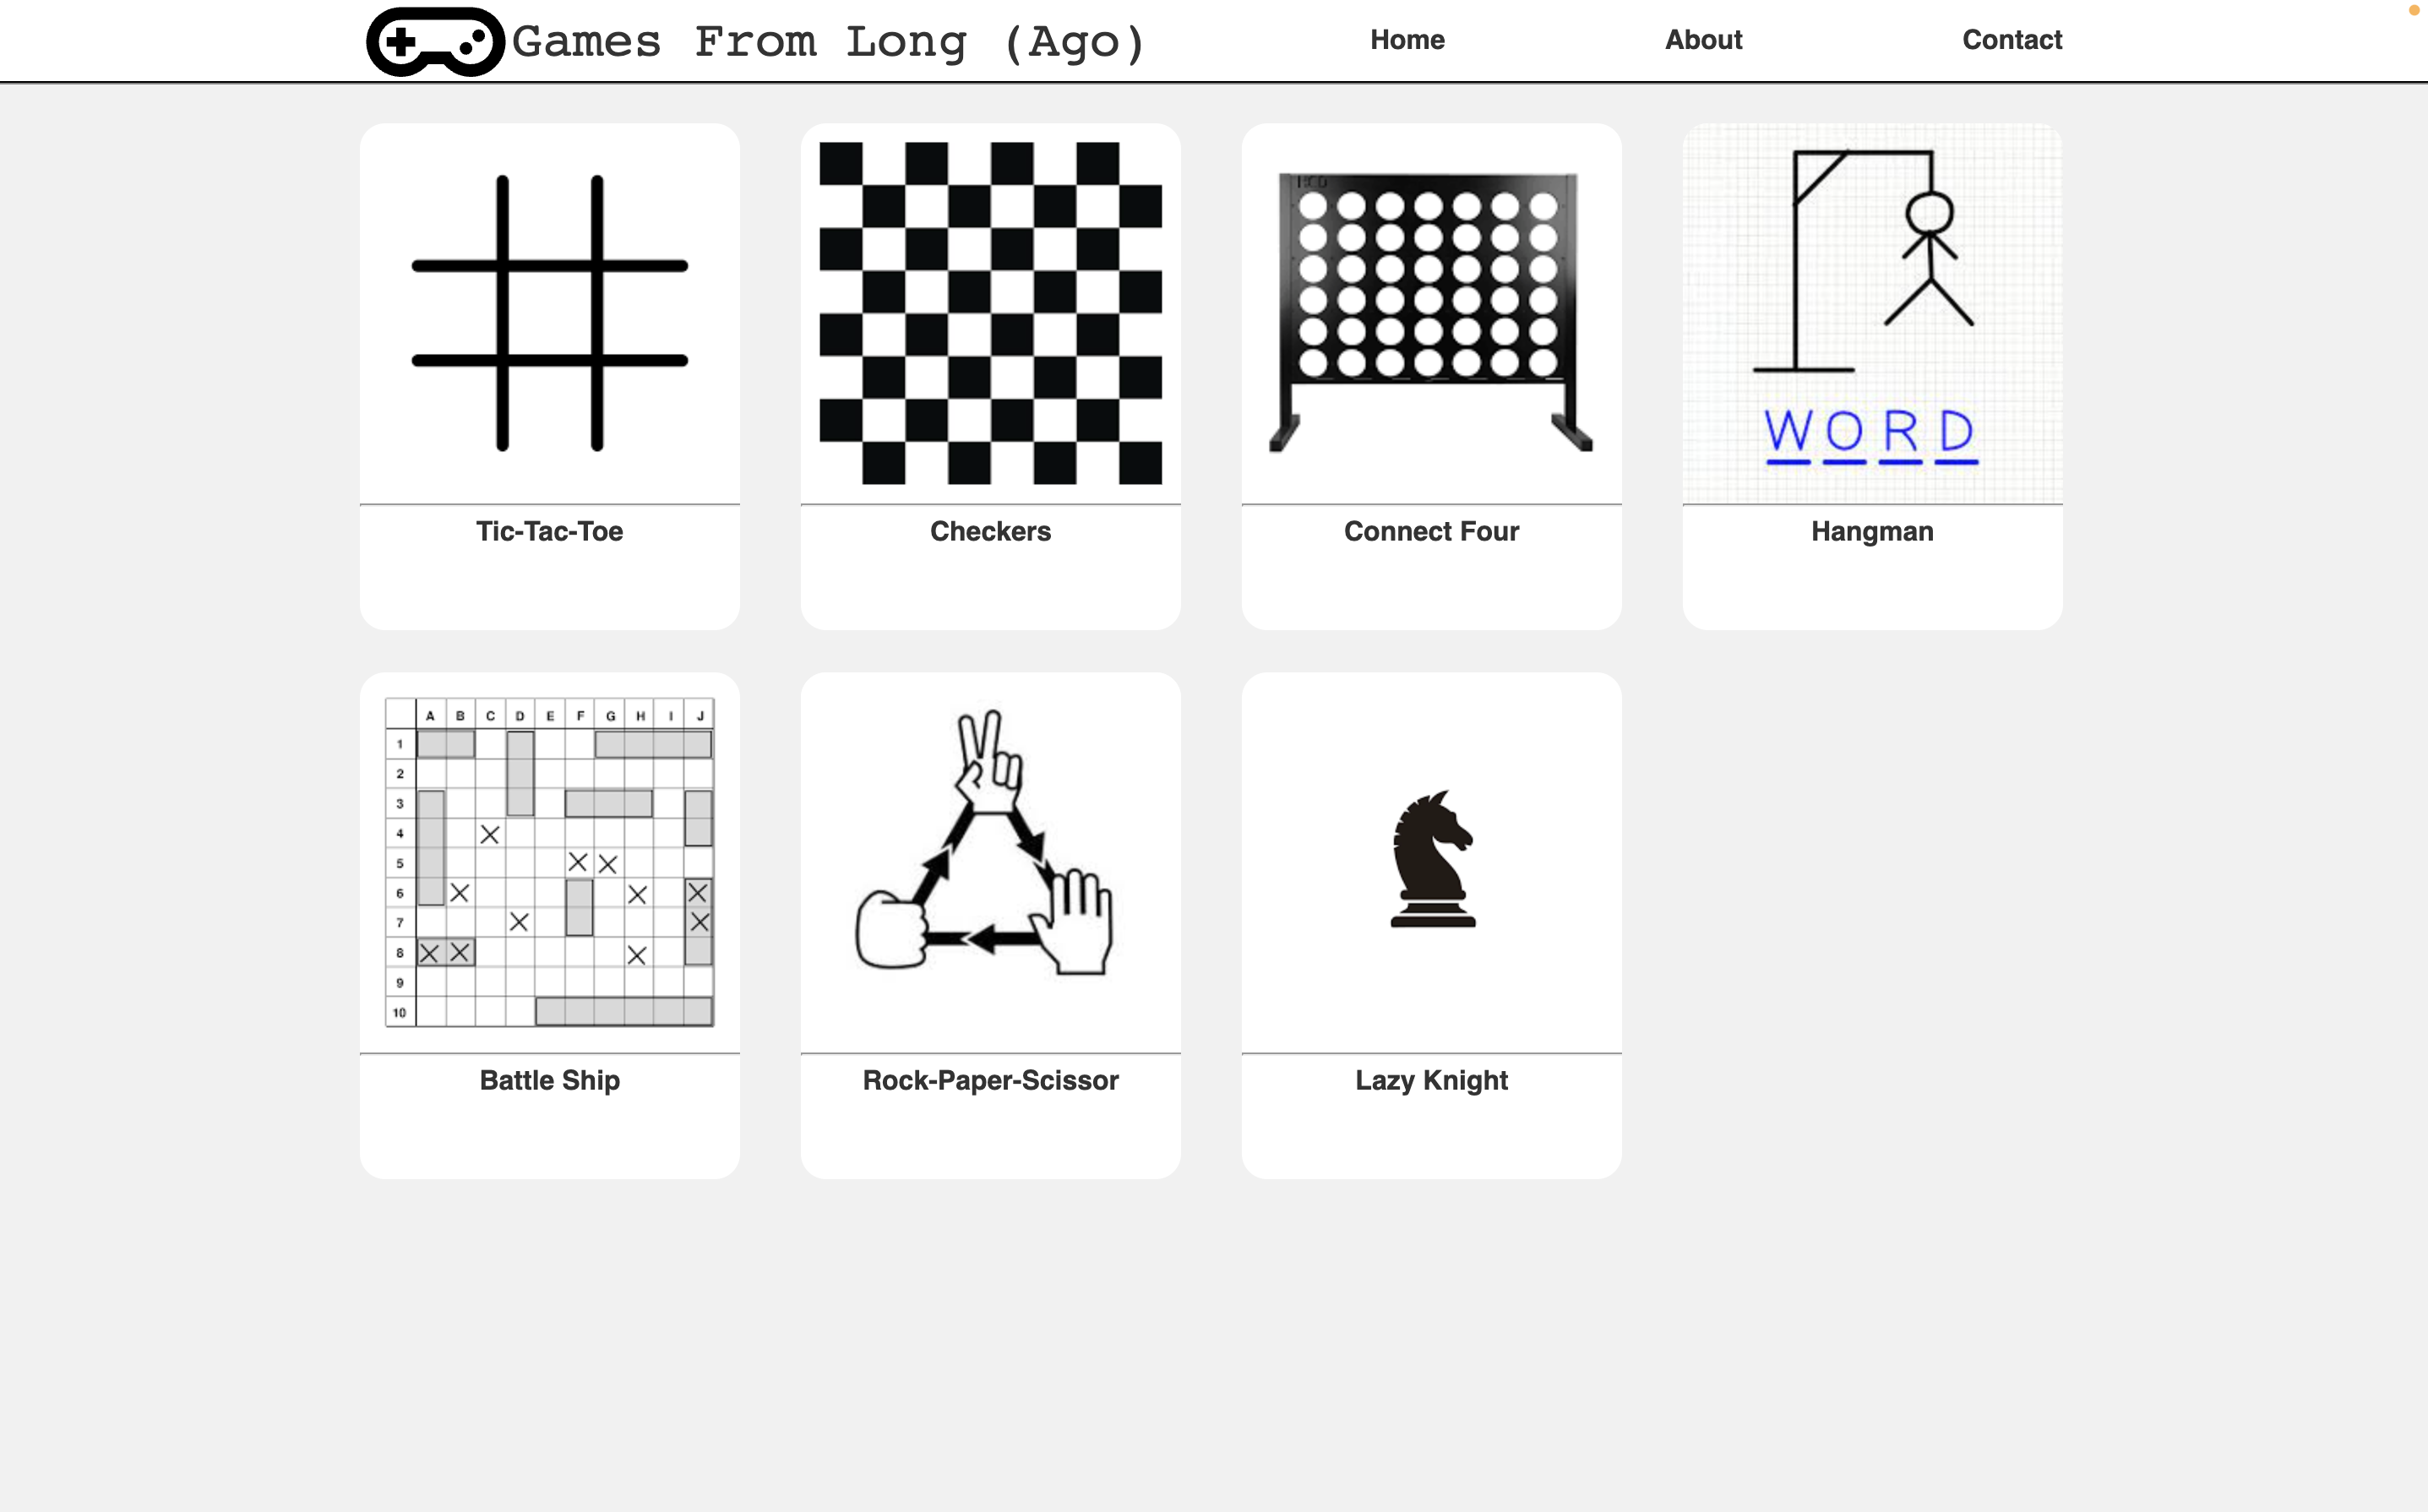 Games From Long (Ago)
Home About Contact
Tic-Tac-Toe
Checkers
Connect Four
W O R D
Hangman
A B C D E F G H I J
1
2
3
4
5
6
7
8
9
10
Battle Ship
Rock-Paper-Scissor
Lazy Knight